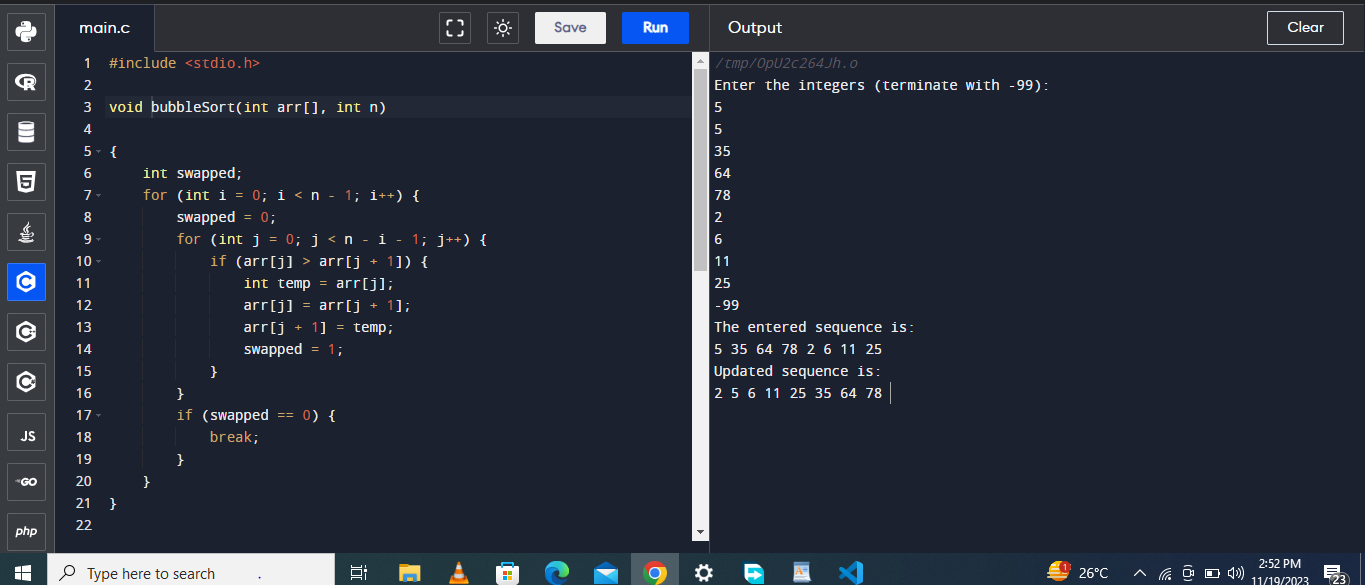 main.c
Save
Run
Output
Clear
1 #include <stdio.h>
2
3 void bubbleSort(int arr[], int n)
4
5 {
6 int swapped;
7 for (int i = 0; i < n - 1; i++) {
8 swapped = 0;
9 for (int j = 0; j < n - i - 1; j++) {
10 if (arr[j] > arr[j + 1]) {
11 int temp = arr[j];
12 arr[j] = arr[j + 1];
13 arr[j + 1] = temp;
14 swapped = 1;
15 }
16 }
17 if (swapped == 0) {
18 break;
19 }
20 }
21 }
22
/tmp/OpU2c264Jh.o
Enter the integers (terminate with -99):
5
5
35
64
78
2
6
11
25
-99
The entered sequence is:
5 35 64 78 2 6 11 25
Updated sequence is:
2 5 6 11 25 35 64 78
R
5
C
C
C
JS
GO
php
Type here to search .
1
26°C
2:52 PM
11/19/2023
23